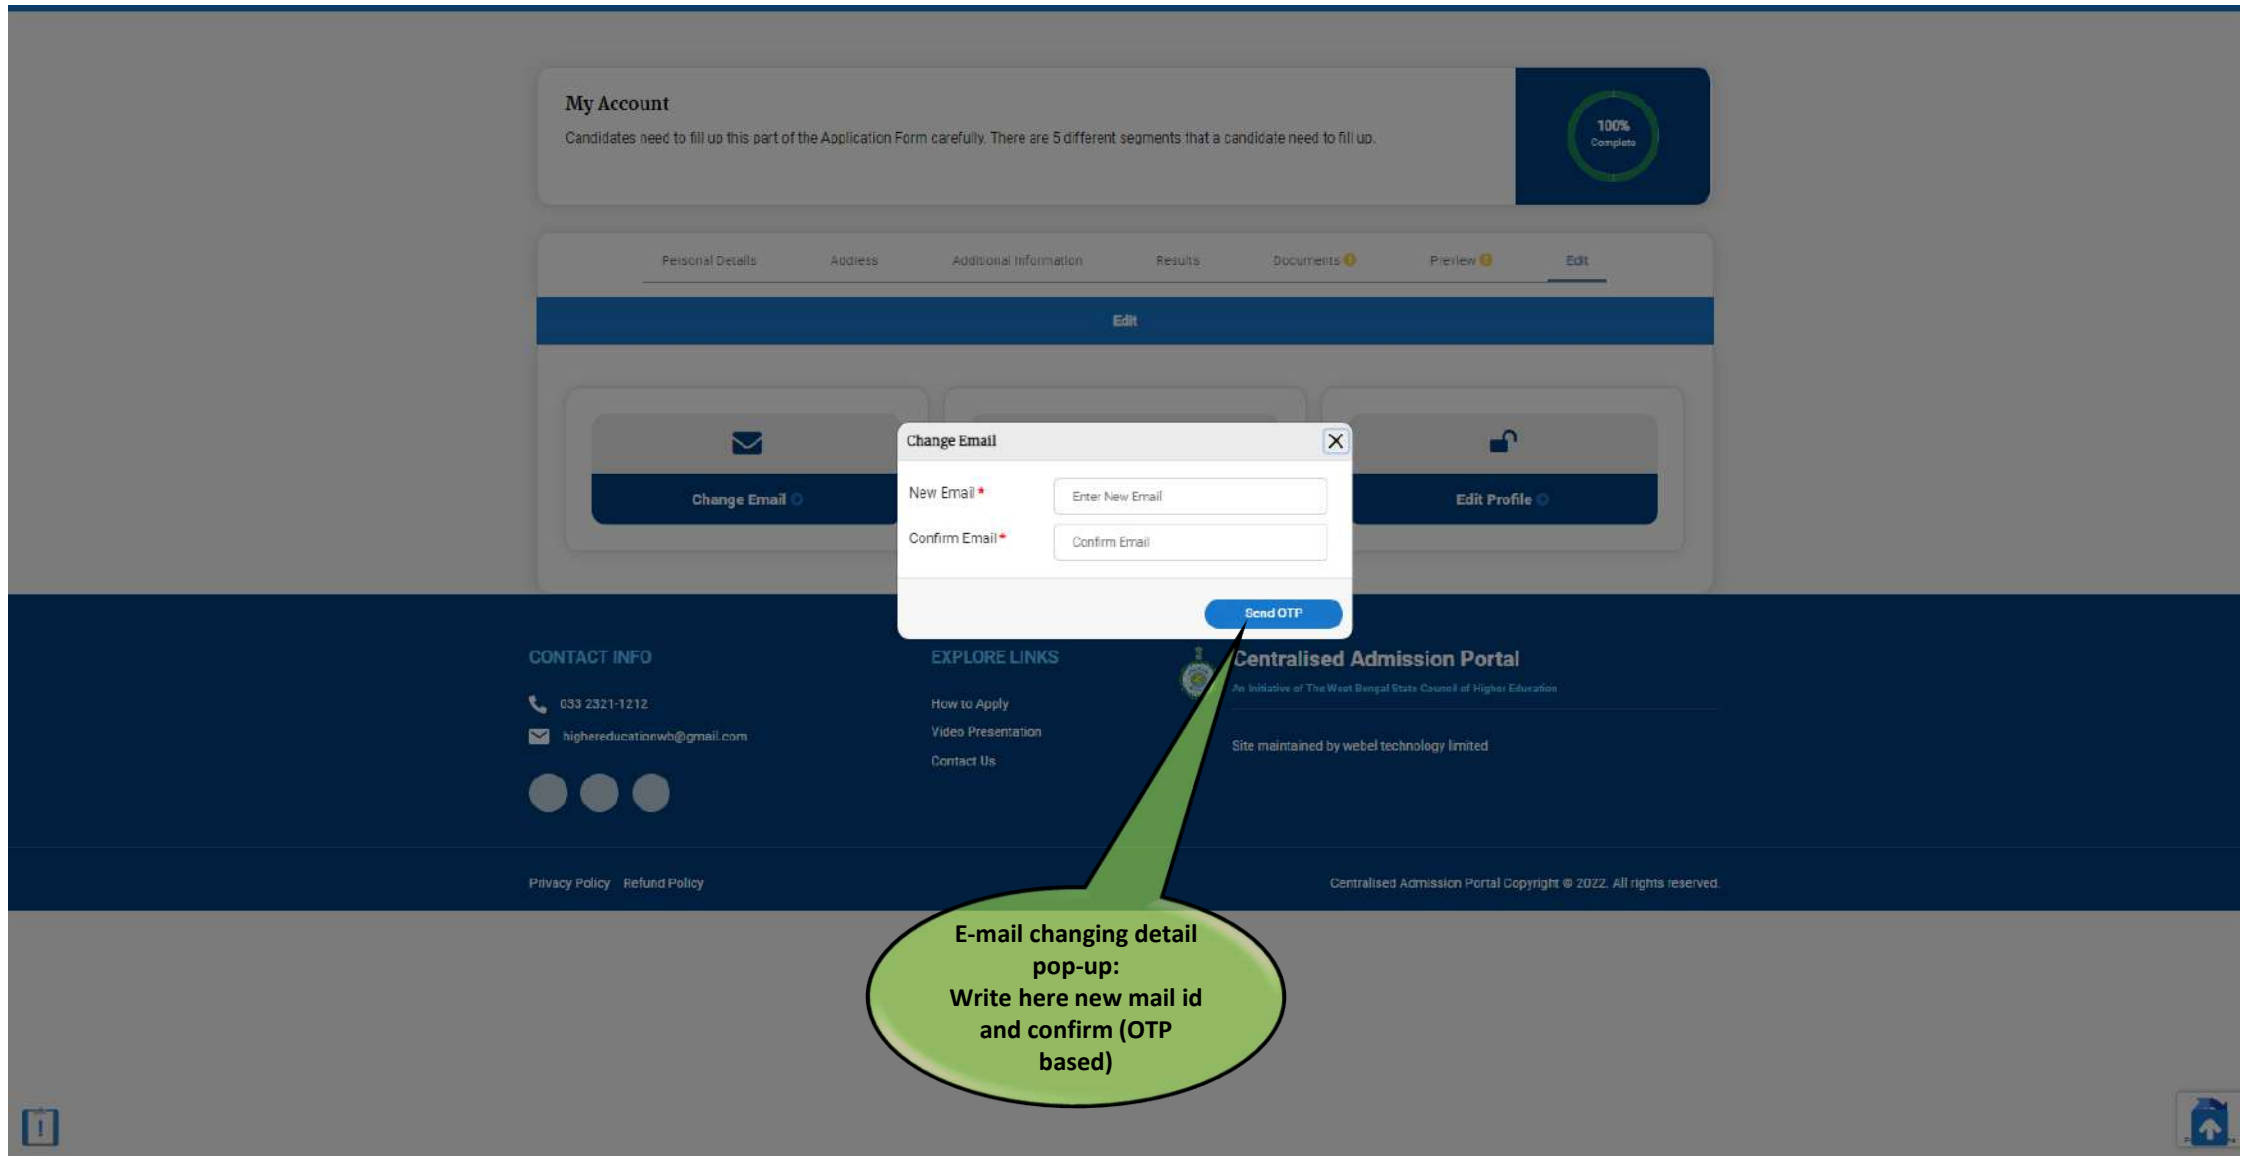 My Account
Candidates need to fill up this part of the Application Form carefully. There are 5 different segments that a candidate need to fill up.
100%
Complete
Personal Details Address Additional Information Results Documents Preview Edit
Edit
Change Email
Edit Profile
Change Email
New Email *
Enter New Email
Confirm Email *
Confirm Email
Send OTP
CONTACT INFO
033 2321-1212
highereducationwb@gmail.com
EXPLORE LINKS
How to Apply
Video Presentation
Contact Us
Centralised Admission Portal
An Initiative of The West Bengal State Council of Higher Education
Site maintained by webel technology limited
Privacy Policy Refund Policy
Centralised Admission Portal Copyright © 2022. All rights reserved.
E-mail changing detail
pop-up:
Write here new mail id
and confirm (OTP
based)